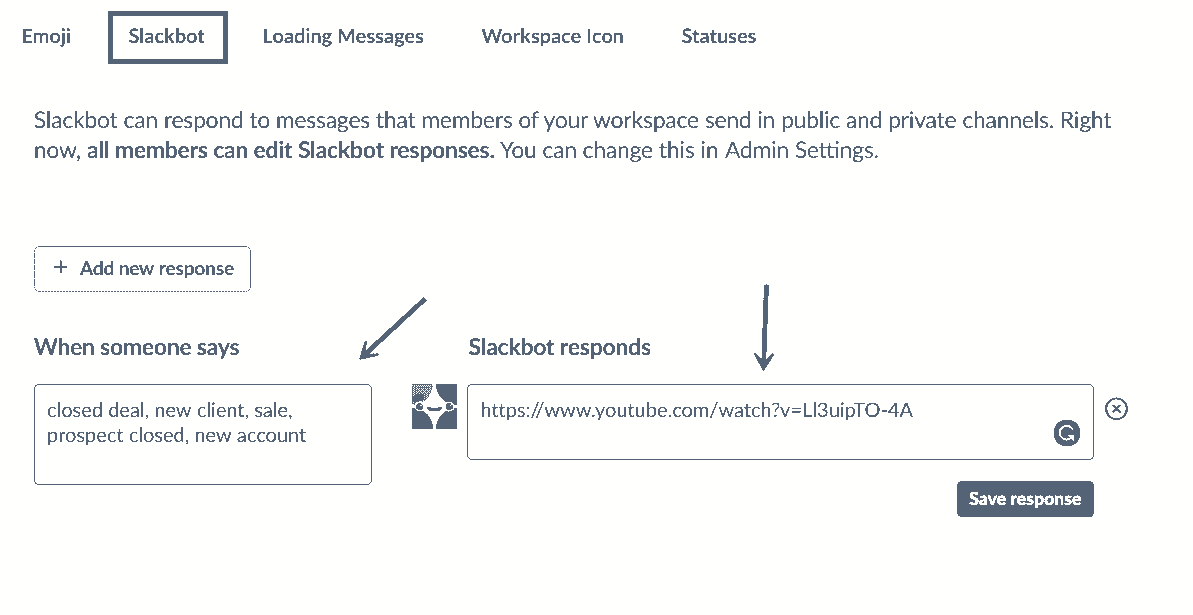 Emoji Slackbot Loading Messages Workspace Icon Statuses
Slackbot can respond to messages that members of your workspace send in public and private channels. Right
now, all members can edit Slackbot responses. You can change this in Admin Settings.
+ Add new response
When someone says
Slackbot responds
closed deal, new client, sale,
prospect closed, new account
https://www.youtube.com/watch?v=Ll3uipTO-4A
Save response